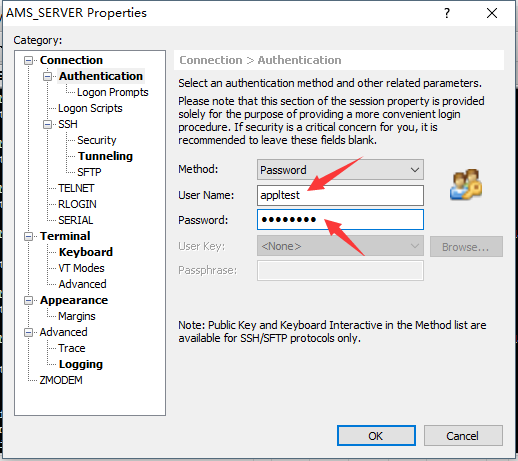 AMS_SERVER Properties
Category:
Connection
Authentication
Logon Prompts
Logon Scripts
SSH
Security
Tunneling
SFTP
TELNET
RLOGIN
SERIAL
Terminal
Keyboard
VT Modes
Advanced
Appearance
Margins
Advanced
Trace
Logging
ZMODEM
Connection > Authentication
Select an authentication method and other related parameters.
Please note that this section of the session property is provided
solely for the purpose of providing a more convenient login
procedure. If security is a critical concern for you, it is
recommended to leave these fields blank.
Method: Password
User Name: appltest
Password: ●●●●●●●●
User Key: <None> Browse...
Passphrase:
Note: Public Key and Keyboard Interactive in the Method list are
available for SSH/SFTP protocols only.
OK Cancel